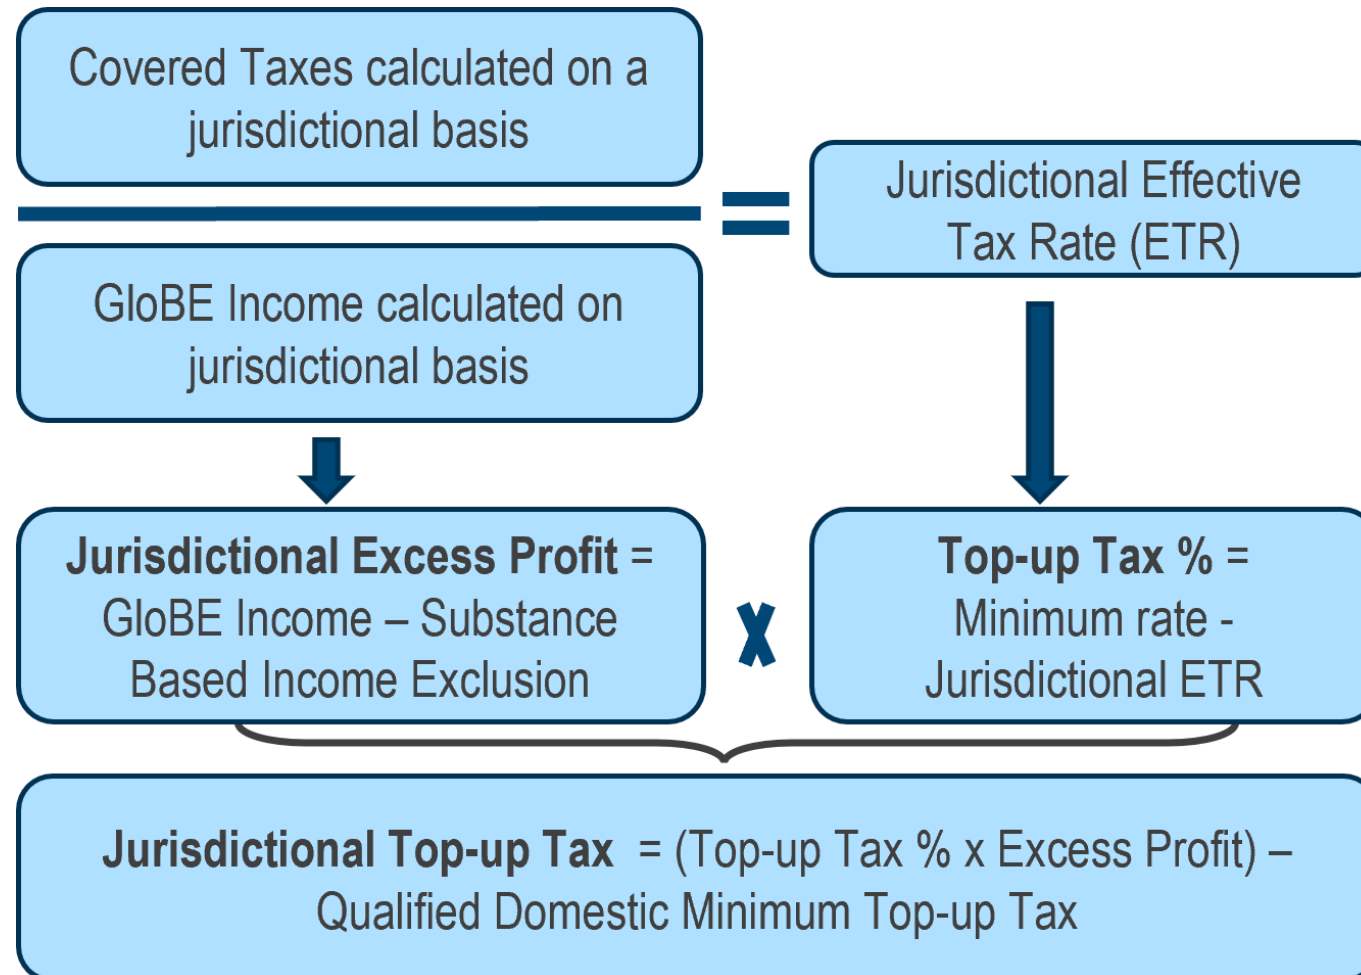 Covered Taxes calculated on a
jurisdictional basis
Jurisdictional Effective
Tax Rate (ETR)
GloBE Income calculated on
jurisdictional basis
Jurisdictional Excess Profit =
GloBE Income – Substance
Based Income Exclusion
Top-up Tax % =
Minimum rate -
Jurisdictional ETR
Jurisdictional Top-up Tax = (Top-up Tax % x Excess Profit) –
Qualified Domestic Minimum Top-up Tax